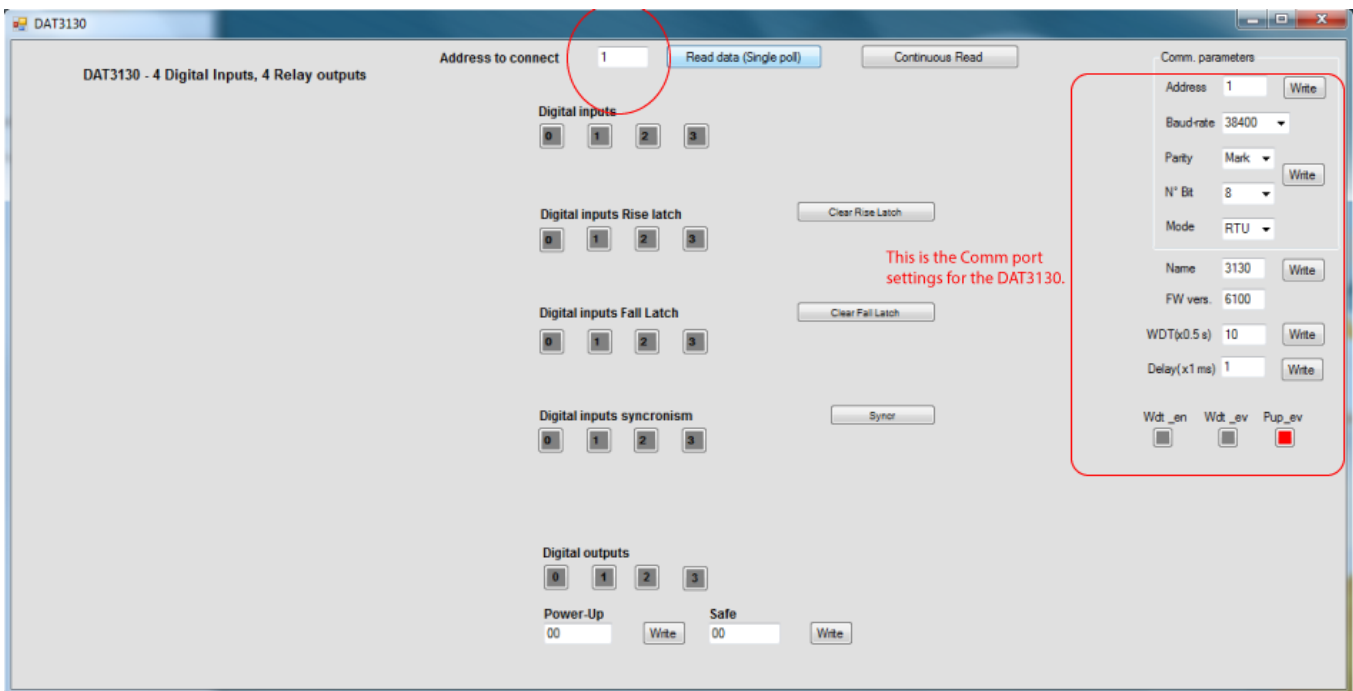 DAT3130
DAT3130 - 4 Digital Inputs, 4 Relay outputs
Address to connect 1 Read data (Single poll) Continuous Read
Digital inputs
0 1 2 3
Digital inputs Rise latch Clear Rise Latch
0 1 2 3
Digital inputs Fall Latch Clear Fall Latch
0 1 2 3
Digital inputs syncronism Syncr
0 1 2 3
Digital outputs
0 1 2 3
Power-Up Safe
00 Write 00 Write
This is the Comm port
settings for the DAT3130.
Comm. parameters
Address 1 Write
Baud-rate 38400
Parity Mark
Write
N° Bit 8
Mode RTU
Name 3130 Write
FW vers. 6100
WDT(x0.5 s) 10 Write
Delay(x1 ms) 1 Write
Wdt_en Wdt_ev Pup_ev